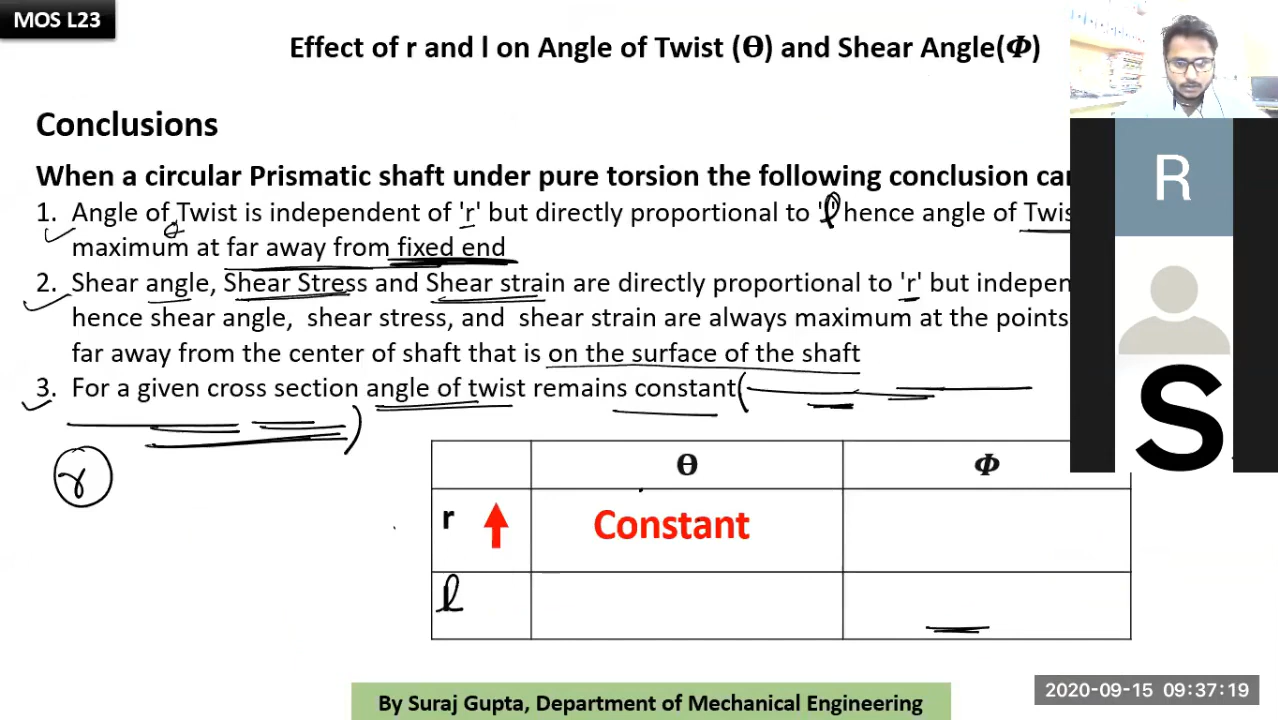 MOS L23
Effect of r and l on Angle of Twist (Ө) and Shear Angle(Φ)
Conclusions
When a circular Prismatic shaft under pure torsion the following conclusion
1. Angle of Twist is independent of 'r' but directly proportional to 'l' hence angle of
maximum at far away from fixed end
2. Shear angle, Shear Stress and Shear strain are directly proportional to 'r' but
hence shear angle, shear stress, and shear strain are always maximum at the points
far away from the center of shaft that is on the surface of the shaft
3. For a given cross section angle of twist remains constant(
)
r
Ө Φ
r Constant
l
R
S
By Suraj Gupta, Department of Mechanical Engineering
2020-09-15 09:37:19